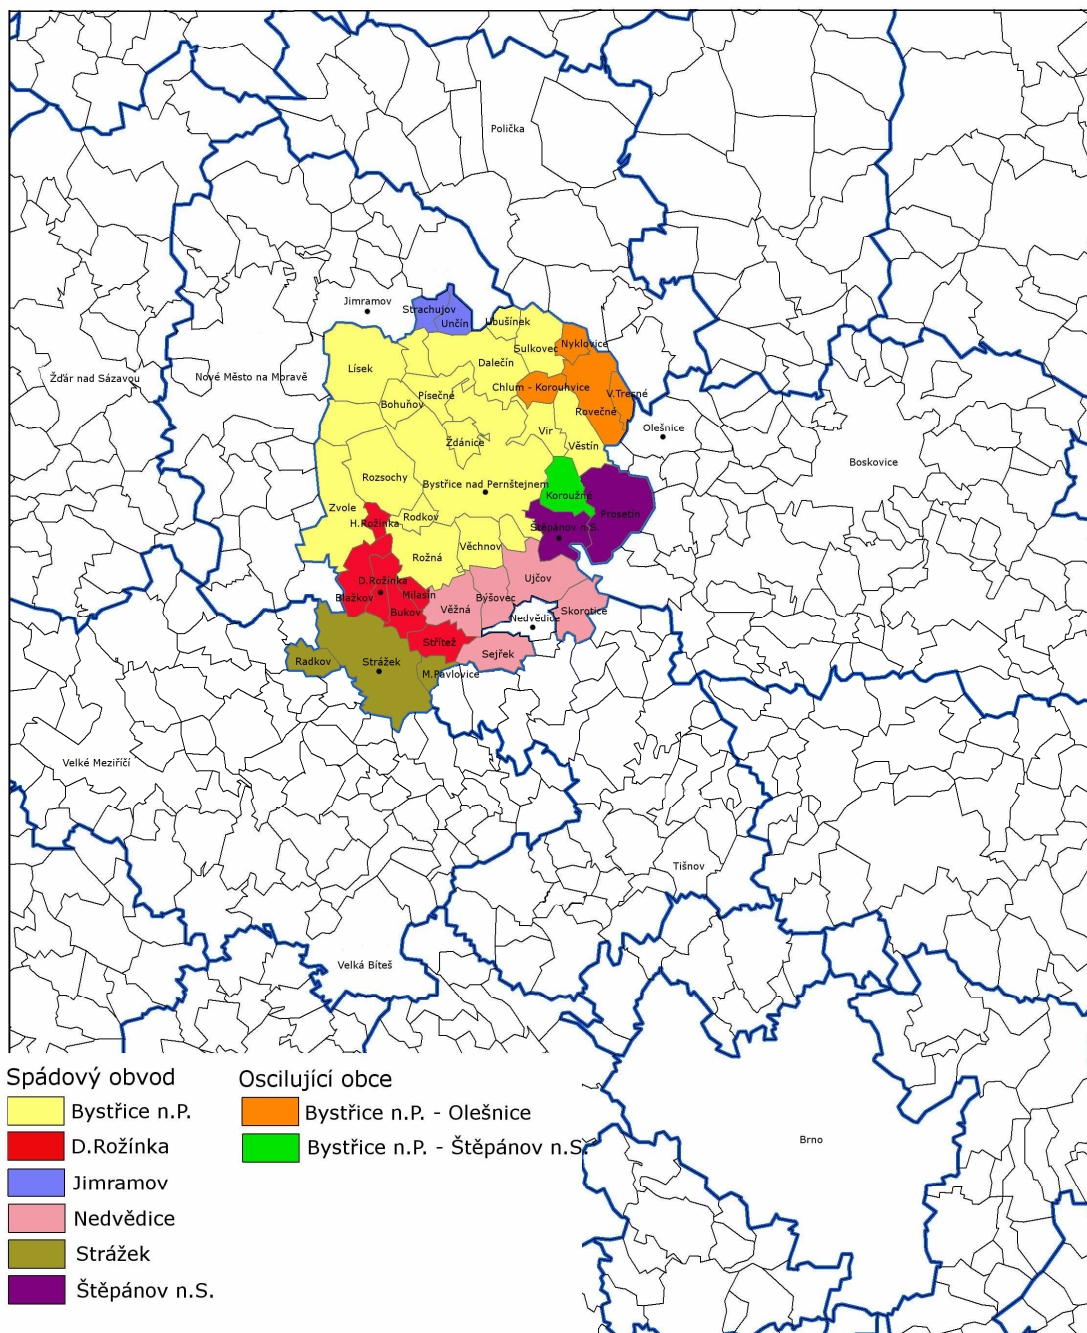 Polička
Jimramov
Strachujov
Unčín
Ubušínek
Sulkovec
Nyklovice
Lísek
Dalečín
Žďár nad Sázavou
Nové Město na Moravě
Písečné
Chlum - Korouhvice
V.Tresné
Bohuňov
Rovečné
Olešnice
Vir
Ždánice
Věstín
Boskovice
Rozsochy
Bystřice nad Pernštejnem
Koroužné
Zvole
H.Rožínka
Rodkov
Prosetín
Štěpánov n.S.
Věchnov
Rožná
D.Rožínka
Ujčov
Blažkov
Milasín
Býšovec
Bukov
Věžná
Skorotice
Nedvědice
Střítež
Sejřek
Radkov
Strážek
M.Pavlovice
Velké Meziříčí
Tišnov
Velká Bíteš
Brno
Spádový obvod
Bystřice n.P.
D.Rožínka
Jimramov
Nedvědice
Strážek
Štěpánov n.S.
Oscilující obce
Bystřice n.P. - Olešnice
Bystřice n.P. - Štěpánov n.S.